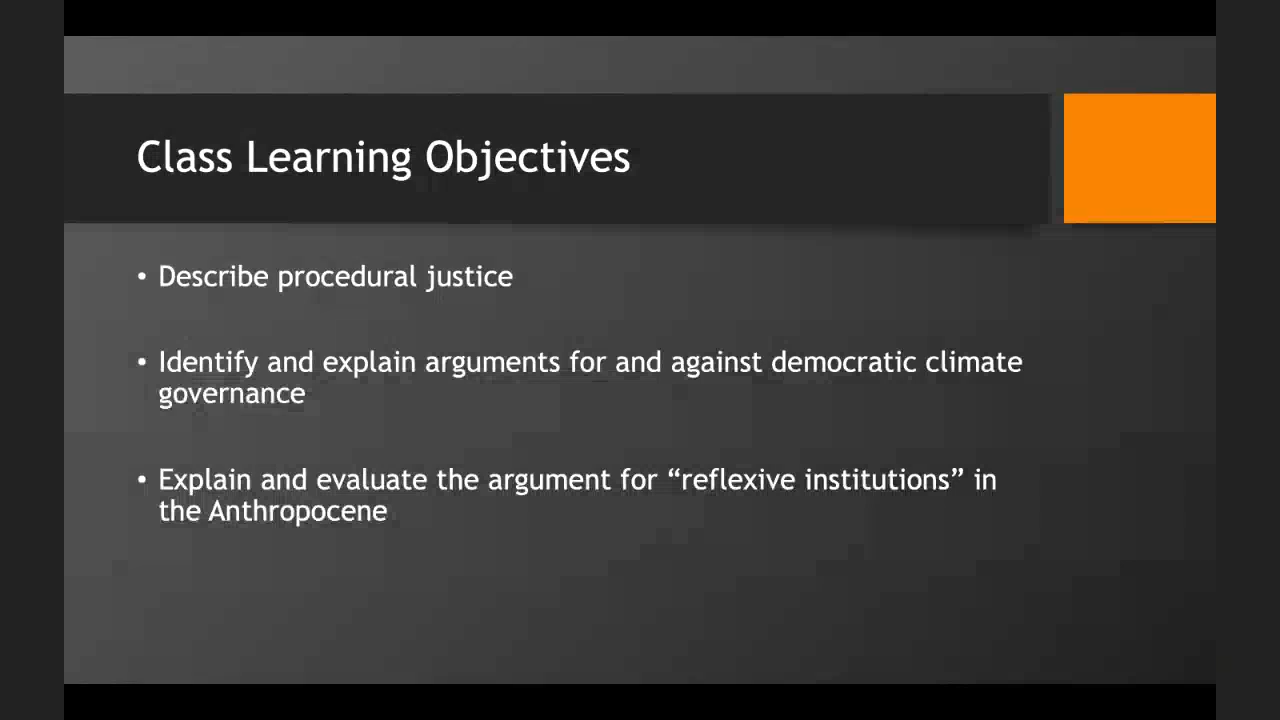 Class Learning Objectives
• Describe procedural justice
• Identify and explain arguments for and against democratic climate
governance
• Explain and evaluate the argument for “reflexive institutions” in
the Anthropocene